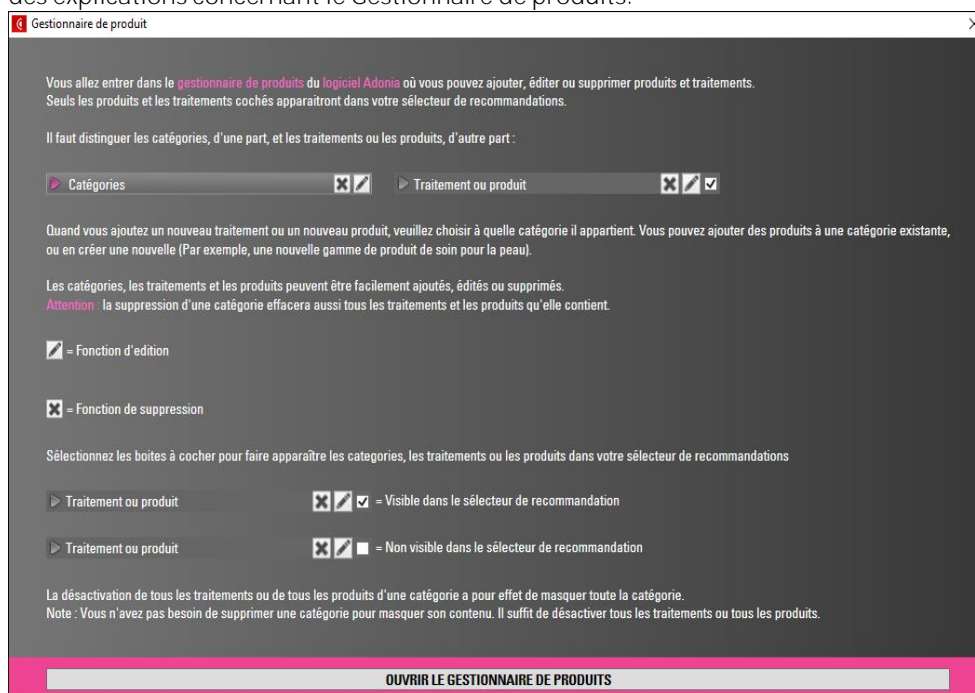 des explications concernant le Gestionnaire de produits.
Gestionnaire de produit
Vous allez entrer dans le gestionnaire de produits du logiciel Adonia où vous pouvez ajouter, éditer ou supprimer produits et traitements.
Seuls les produits et les traitements cochés apparaitront dans votre sélecteur de recommandations.
Il faut distinguer les catégories, d'une part, et les traitements ou les produits, d'autre part :
Catégories
Traitement ou produit
Quand vous ajoutez un nouveau traitement ou un nouveau produit, veuillez choisir à quelle catégorie il appartient. Vous pouvez ajouter des produits à une catégorie existante,
ou en créer une nouvelle (Par exemple, une nouvelle gamme de produit de soin pour la peau).
Les catégories, les traitements et les produits peuvent être facilement ajoutés, édités ou supprimés.
Attention : la suppression d'une catégorie effacera aussi tous les traitements et les produits qu'elle contient.
= Fonction d'edition
= Fonction de suppression
Sélectionnez les boites à cocher pour faire apparaître les categories, les traitements ou les produits dans votre sélecteur de recommandations
Traitement ou produit = Visible dans le sélecteur de recommandation
Traitement ou produit = Non visible dans le sélecteur de recommandation
La désactivation de tous les traitements ou de tous les produits d'une catégorie a pour effet de masquer toute la catégorie.
Note : Vous n'avez pas besoin de supprimer une catégorie pour masquer son contenu. Il suffit de désactiver tous les traitements ou tous les produits.
OUVRIR LE GESTIONNAIRE DE PRODUITS